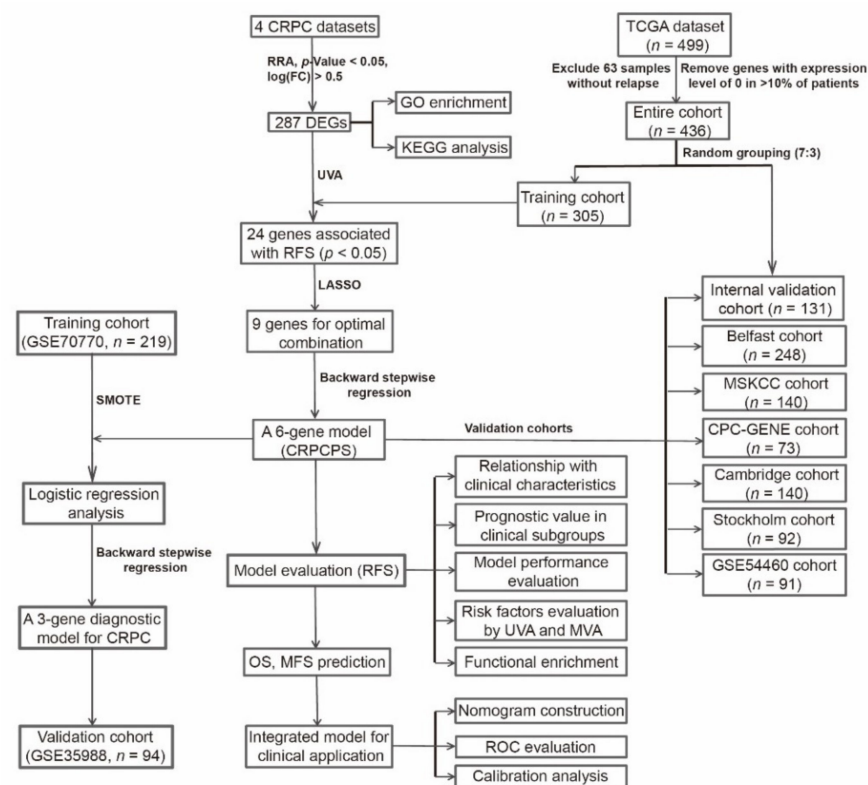 4 CRPC datasets
RRA, p-Value < 0.05,
log(FC) > 0.5
287 DEGs
GO enrichment
KEGG analysis
UVA
TCGA dataset
(n = 499)
Exclude 63 samples
without relapse
Remove genes with expression
level of 0 in >10% of patients
Entire cohort
(n = 436)
Random grouping (7:3)
Training cohort
(n = 305)
24 genes associated
with RFS (p < 0.05)
LASSO
9 genes for optimal
combination
Backward stepwise
regression
A 6-gene model
(CRPCPS)
Validation cohorts
Internal validation
cohort (n = 131)
Belfast cohort
(n = 248)
MSKCC cohort
(n = 140)
CPC-GENE cohort
(n = 73)
Cambridge cohort
(n = 140)
Stockholm cohort
(n = 92)
GSE54460 cohort
(n = 91)
Training cohort
(GSE70770, n = 219)
SMOTE
Logistic regression
analysis
Backward stepwise
regression
A 3-gene diagnostic
model for CRPC
Validation cohort
(GSE35988, n = 94)
Model evaluation (RFS)
Relationship with
clinical characteristics
Prognostic value in
clinical subgroups
Model performance
evaluation
Risk factors evaluation
by UVA and MVA
Functional enrichment
OS, MFS prediction
Integrated model for
clinical application
Nomogram construction
ROC evaluation
Calibration analysis